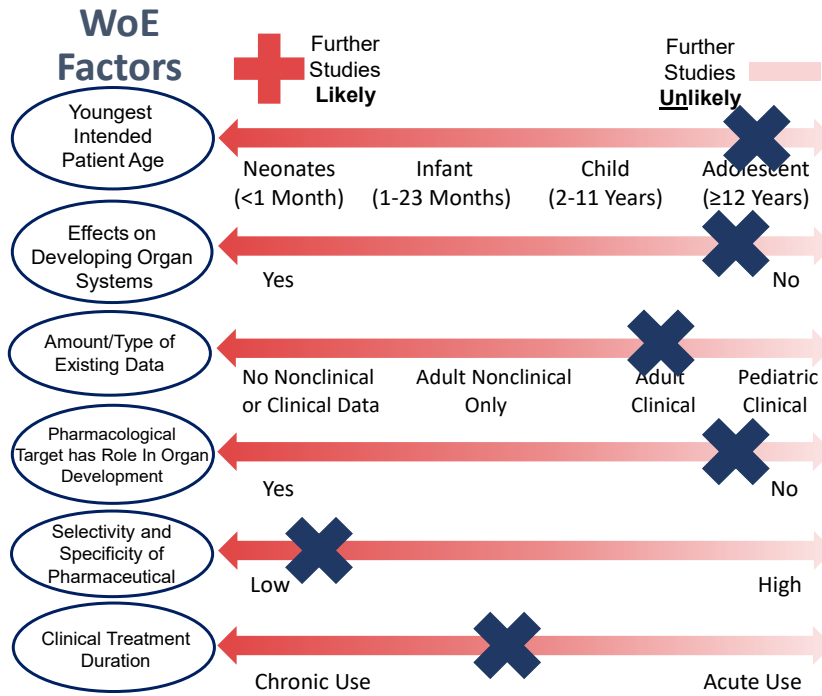 WoE
Factors
Further
Studies
Likely
Further
Studies
Unlikely
Youngest
Intended
Patient Age
Neonates
(<1 Month)
Infant
(1-23 Months)
Child
(2-11 Years)
Adolescent
(≥12 Years)
Effects on
Developing Organ
Systems
Yes
No
Amount/Type of
Existing Data
No Nonclinical
or Clinical Data
Adult Nonclinical
Only
Adult
Clinical
Pediatric
Clinical
Pharmacological
Target has Role In Organ
Development
Yes
No
Selectivity and
Specificity of
Pharmaceutical
Low
High
Clinical Treatment
Duration
Chronic Use
Acute Use